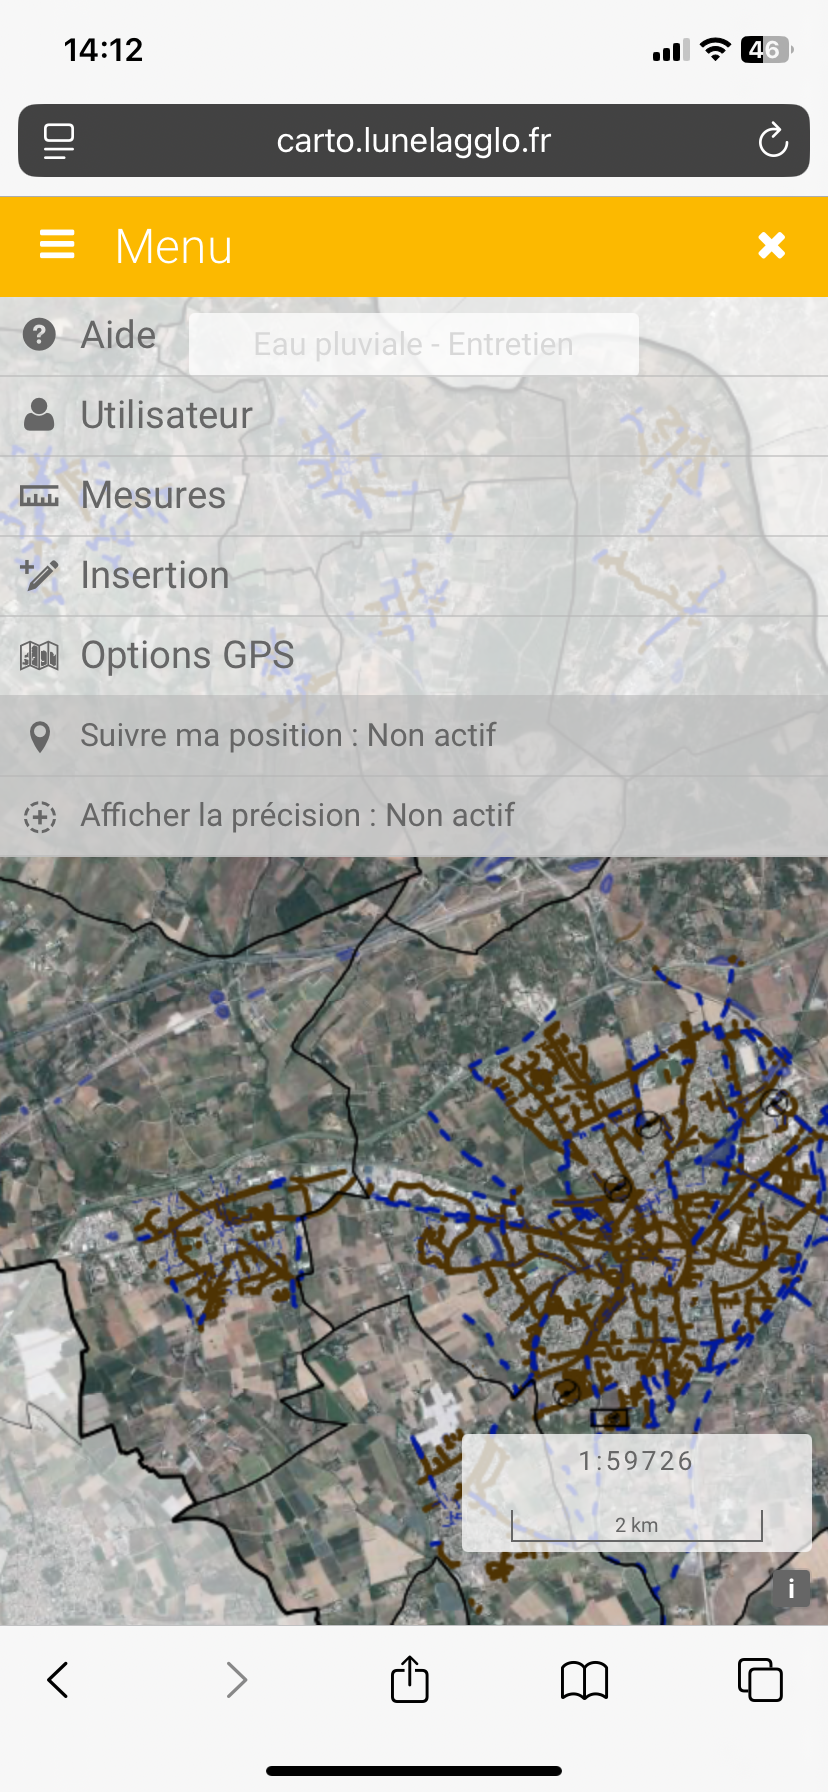 14:12
46
carto.lunelagglo.fr
Menu
Aide
Eau pluviale - Entretien
Utilisateur
Mesures
Insertion
Options GPS
Suivre ma position : Non actif
Afficher la précision : Non actif
1:59726
2 km
i